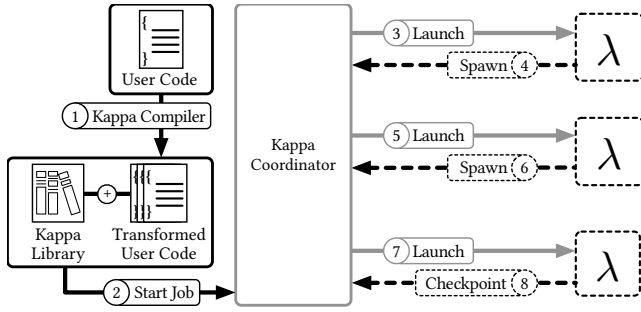 {
}
User Code
1 Kappa Compiler
{{{
}}}
+
Kappa
Library
Transformed
User Code
2 Start Job
Kappa
Coordinator
3 Launch
Spawn 4
λ
5 Launch
Spawn 6
λ
7 Launch
Checkpoint 8
λ